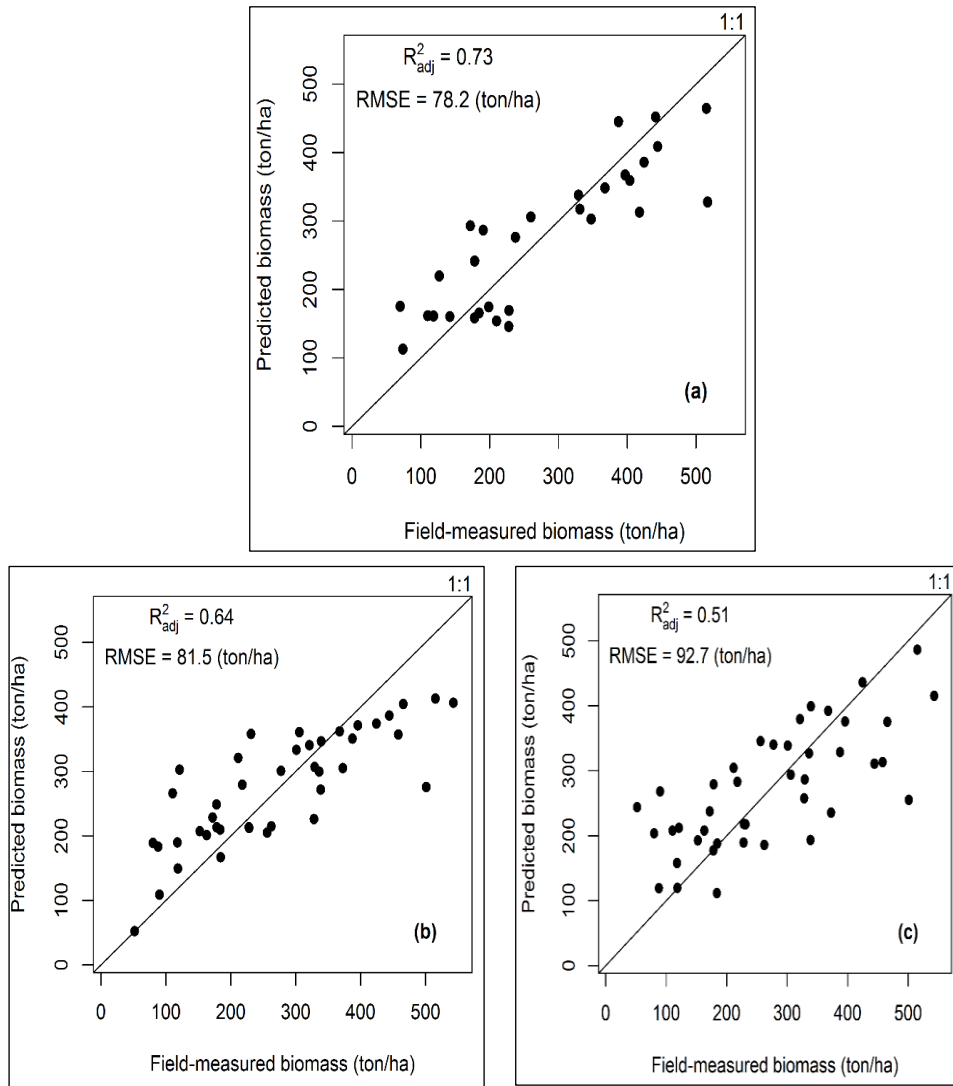 1:1
R²adj = 0.73
RMSE = 78.2 (ton/ha)
Predicted biomass (ton/ha)
500
400
300
200
100
0
(a)
0 100 200 300 400 500
Field-measured biomass (ton/ha)
1:1
R²adj = 0.64
RMSE = 81.5 (ton/ha)
Predicted biomass (ton/ha)
500
400
300
200
100
0
(b)
0 100 200 300 400 500
Field-measured biomass (ton/ha)
1:1
R²adj = 0.51
RMSE = 92.7 (ton/ha)
Predicted biomass (ton/ha)
500
400
300
200
100
0
(c)
0 100 200 300 400 500
Field-measured biomass (ton/ha)